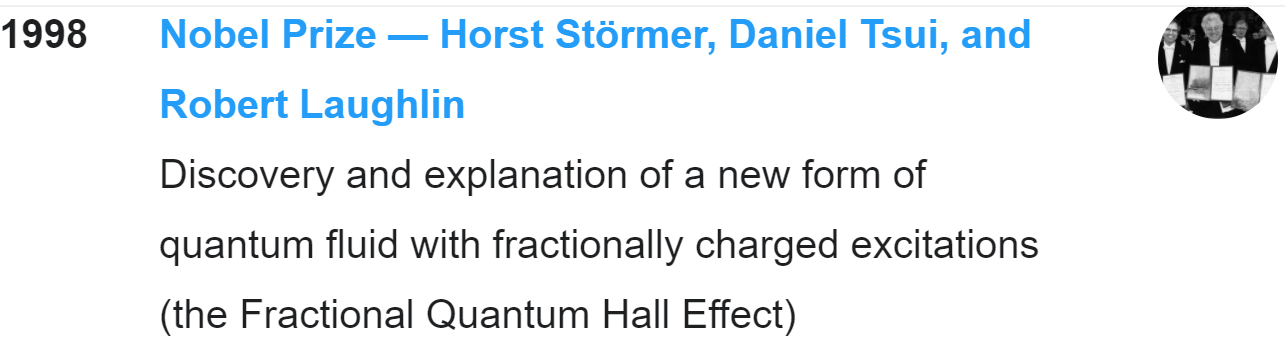 1998
Nobel Prize — Horst Störmer, Daniel Tsui, and
Robert Laughlin
Discovery and explanation of a new form of
quantum fluid with fractionally charged excitations
(the Fractional Quantum Hall Effect)